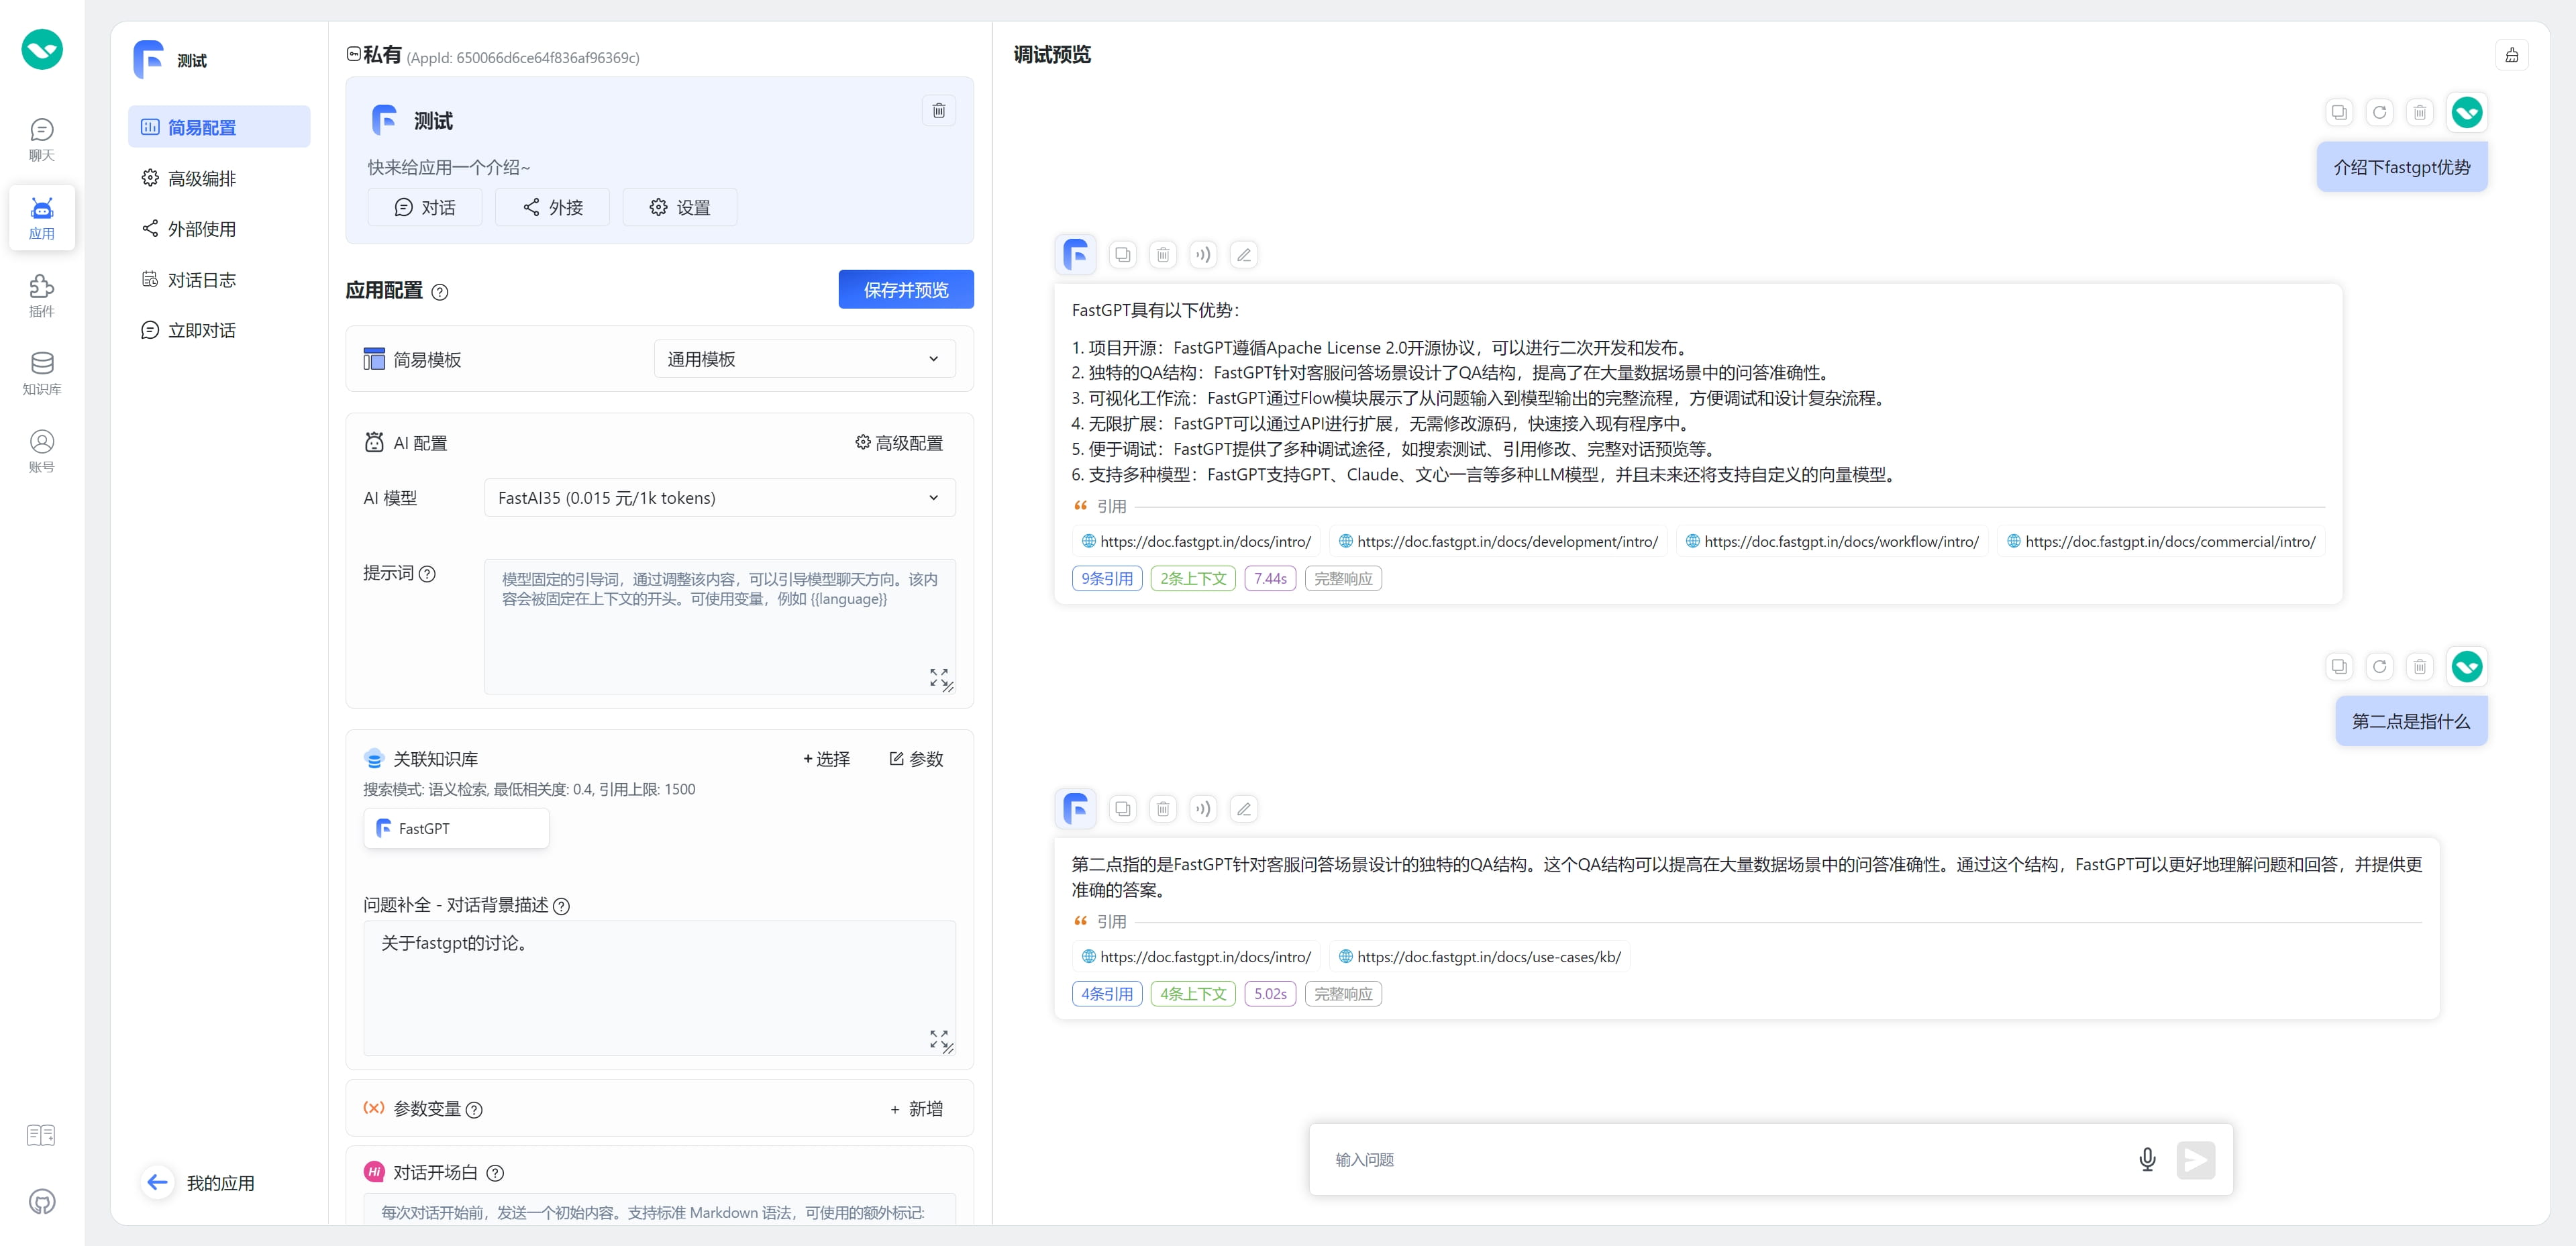 聊天
应用
插件
知识库
账号
测试
简易配置
高级编排
外部使用
对话日志
立即对话
我的应用
私有 (AppId: 650066d6ce64f836af96369c)
测试
快来给应用一个介绍~
对话
外接
设置
应用配置
保存并预览
简易模板
通用模板
AI 配置
高级配置
AI 模型
FastAI35 (0.015 元/1k tokens)
提示词
模型固定的引导词，通过调整该内容，可以引导模型聊天方向。该内
容会被固定在上下文的开头。可使用变量，例如 {{language}}
关联知识库
+选择
参数
搜索模式: 语义检索, 最低相关度: 0.4, 引用上限: 1500
FastGPT
问题补全 - 对话背景描述
关于fastgpt的讨论。
参数变量
+ 新增
Hi 对话开场白
每次对话开始前，发送一个初始内容。支持标准 Markdown 语法，可使用的额外标记:
调试预览
介绍下fastgpt优势
FastGPT具有以下优势：
1. 项目开源：FastGPT遵循Apache License 2.0开源协议，可以进行二次开发和发布。
2. 独特的QA结构：FastGPT针对客服问答场景设计了QA结构，提高了在大量数据场景中的问答准确性。
3. 可视化工作流：FastGPT通过Flow模块展示了从问题输入到模型输出的完整流程，方便调试和设计复杂流程。
4. 无限扩展：FastGPT可以通过API进行扩展，无需修改源码，快速接入现有程序中。
5. 便于调试：FastGPT提供了多种调试途径，如搜索测试、引用修改、完整对话预览等。
6. 支持多种模型：FastGPT支持GPT、Claude、文心一言等多种LLM模型，并且未来还将支持自定义的向量模型。
引用
https://doc.fastgpt.in/docs/intro/
https://doc.fastgpt.in/docs/development/intro/
https://doc.fastgpt.in/docs/workflow/intro/
https://doc.fastgpt.in/docs/commercial/intro/
9条引用
2条上下文
7.44s
完整响应
第二点是指什么
第二点指的是FastGPT针对客服问答场景设计的独特的QA结构。这个QA结构可以提高在大量数据场景中的问答准确性。通过这个结构，FastGPT可以更好地理解问题和回答，并提供更
准确的答案。
引用
https://doc.fastgpt.in/docs/intro/
https://doc.fastgpt.in/docs/use-cases/kb/
4条引用
4条上下文
5.02s
完整响应
输入问题